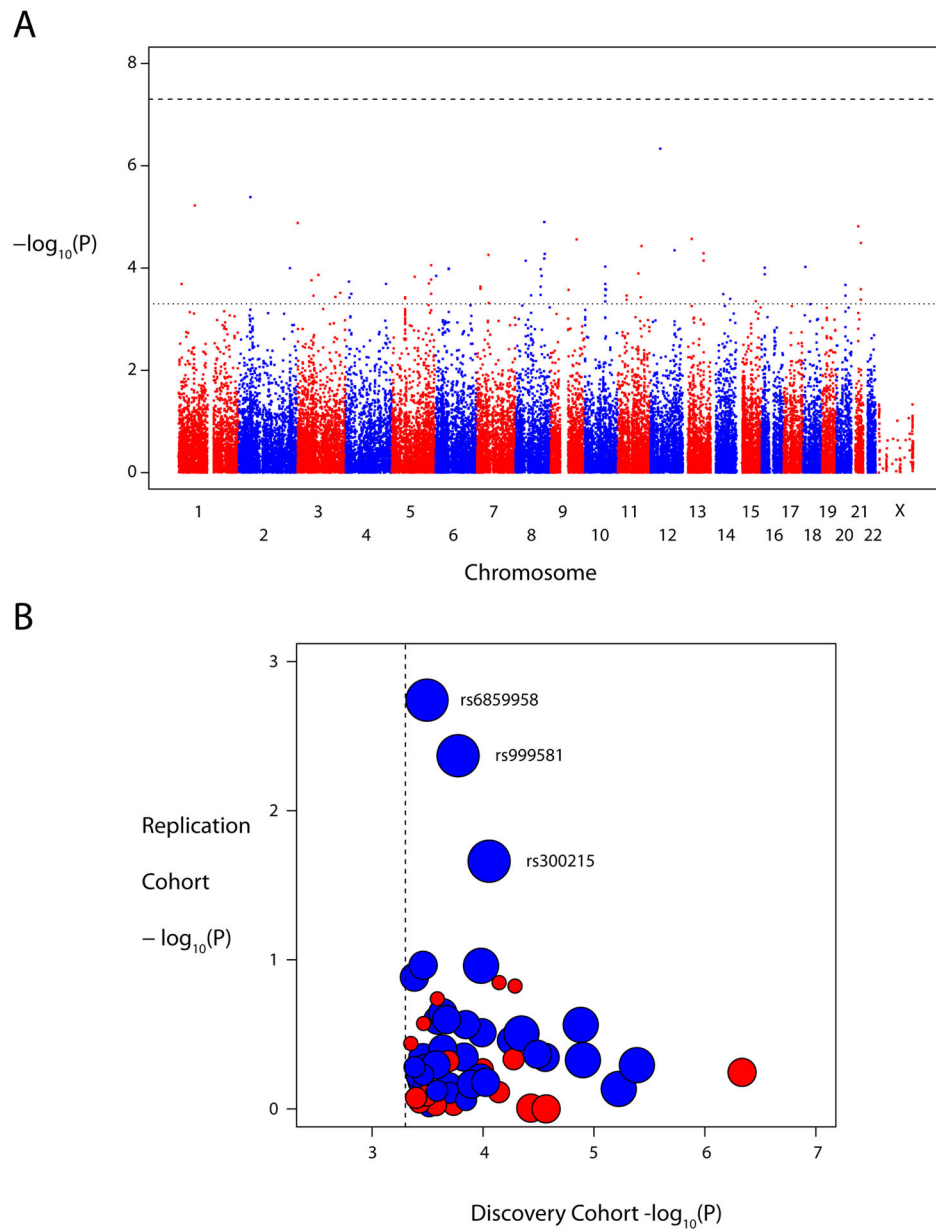 A
8
6
−log10(P)
4
2
0
1 3 5 7 9 11 13 15 17 19 21 X
2 4 6 8 10 12 14 16 18 20 22
Chromosome
B
3
rs6859958
rs999581
2
Replication
rs300215
Cohort
− log10(P)
1
0
3 4 5 6 7
Discovery Cohort -log10(P)